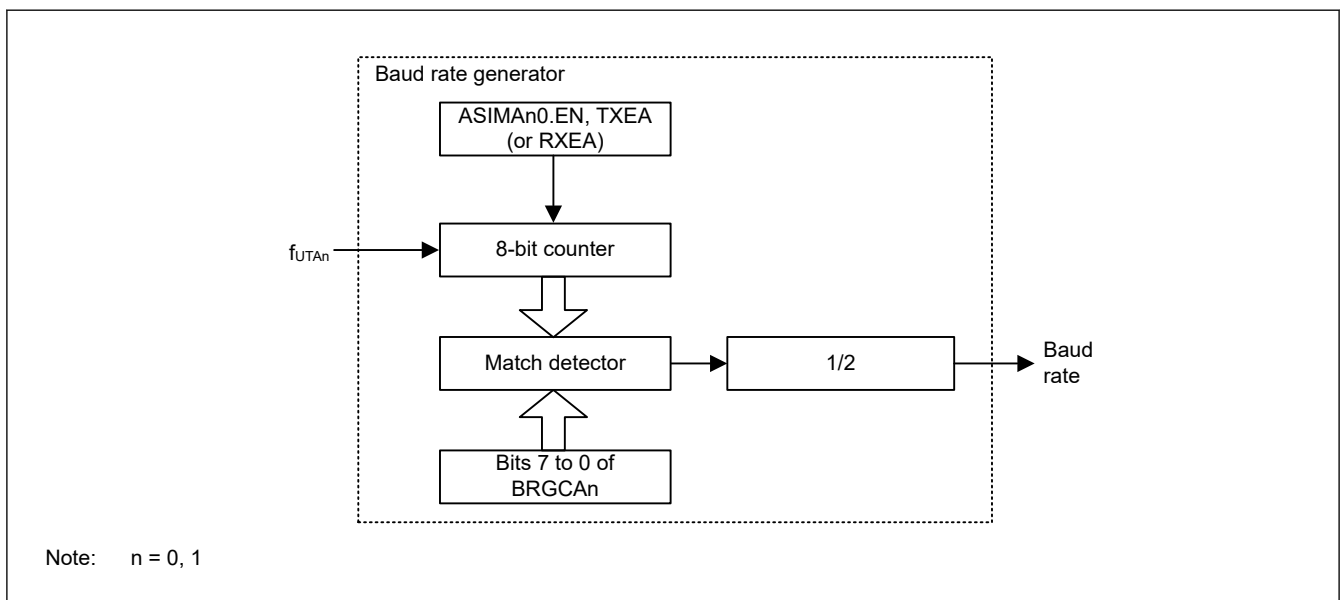 Baud rate generator
ASIMAn0.EN, TXEA
(or RXEA)
fUTAn
8-bit counter
Match detector
1/2
Baud
rate
Bits 7 to 0 of
BRGCAn
Note: n = 0, 1